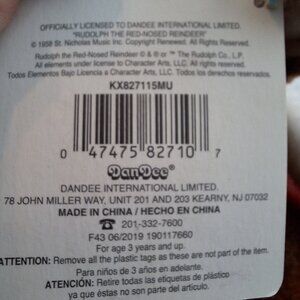 OFFICIALLY LICENSED TO DANDEE INTERNATIONAL LIMITED.
"RUDOLPH THE RED-NOSED REINDEER"
© 1958 St. Nicholas Music Inc. Copyright Renewed. All Rights Reserved.
Rudolph the Red-Nosed Reindeer © & ® or ™ The Rudolph Co., L.P.
All elements under license to Character Arts, LLC. All Rights Reserved.
Todos Elementos Bajo Licencia a Character Arts, LLC. Todos los derechos reservados.
KX827115MU
0 47475 82710 7
DanDee®
DANDEE INTERNATIONAL LIMITED.
78 JOHN MILLER WAY, UNIT 201 AND 203 KEARNY, NJ 07032
MADE IN CHINA / HECHO EN CHINA
☎ 201-332-7600
F43 06/2019 190117660
For age 3 years and up.
ATTENTION: Remove all the plastic tags as these are not part of the item.
Para niños de 3 años en adelante.
ATENCIÓN: Retire todas las etiquetas de plástico
ya que éstas no son parte del artículo.